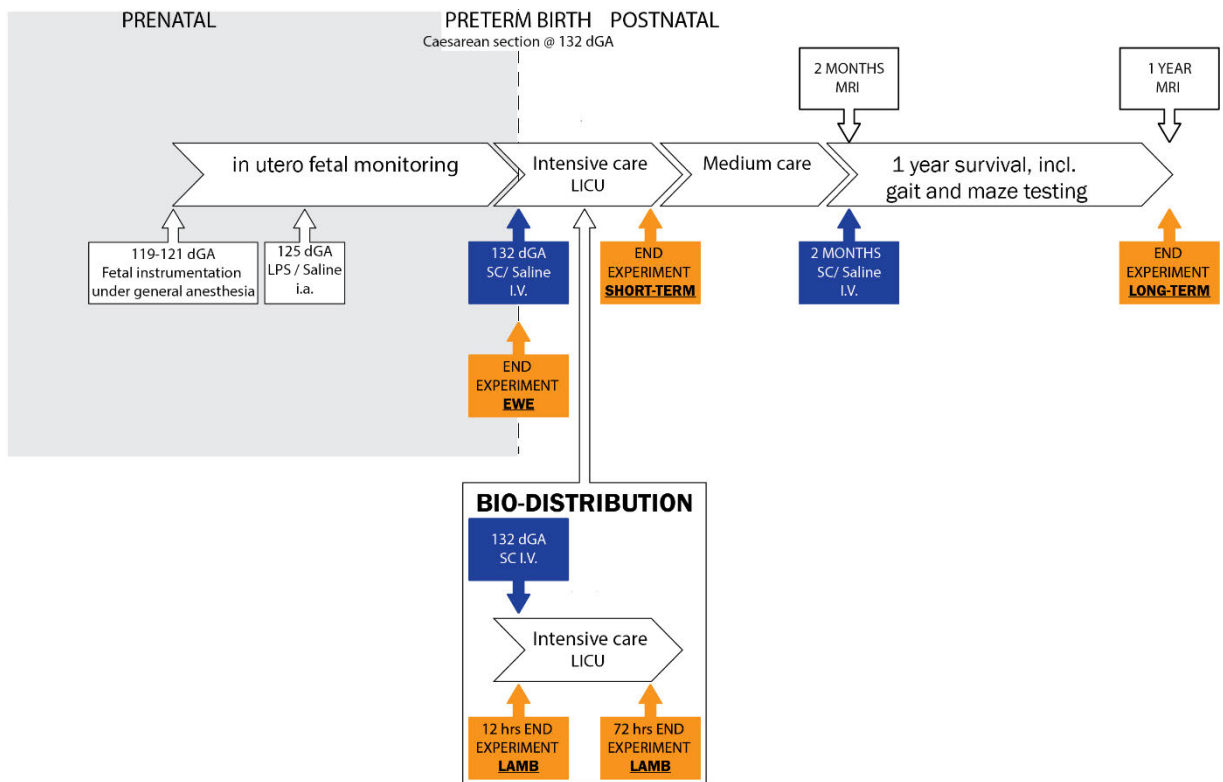 PRENATAL
PRETERM BIRTH
POSTNATAL
Caesarean section @ 132 dGA
2 MONTHS
MRI
1 YEAR
MRI
in utero fetal monitoring
Intensive care
LICU
Medium care
1 year survival, incl.
gait and maze testing
119-121 dGA
Fetal instrumentation
under general anesthesia
125 dGA
LPS / Saline
i.a.
132 dGA
SC/ Saline
I.V.
END
EXPERIMENT
SHORT-TERM
2 MONTHS
SC/ Saline
I.V.
END
EXPERIMENT
LONG-TERM
END
EXPERIMENT
EWE
BIO-DISTRIBUTION
132 dGA
SC I.V.
Intensive care
LICU
12 hrs END
EXPERIMENT
LAMB
72 hrs END
EXPERIMENT
LAMB